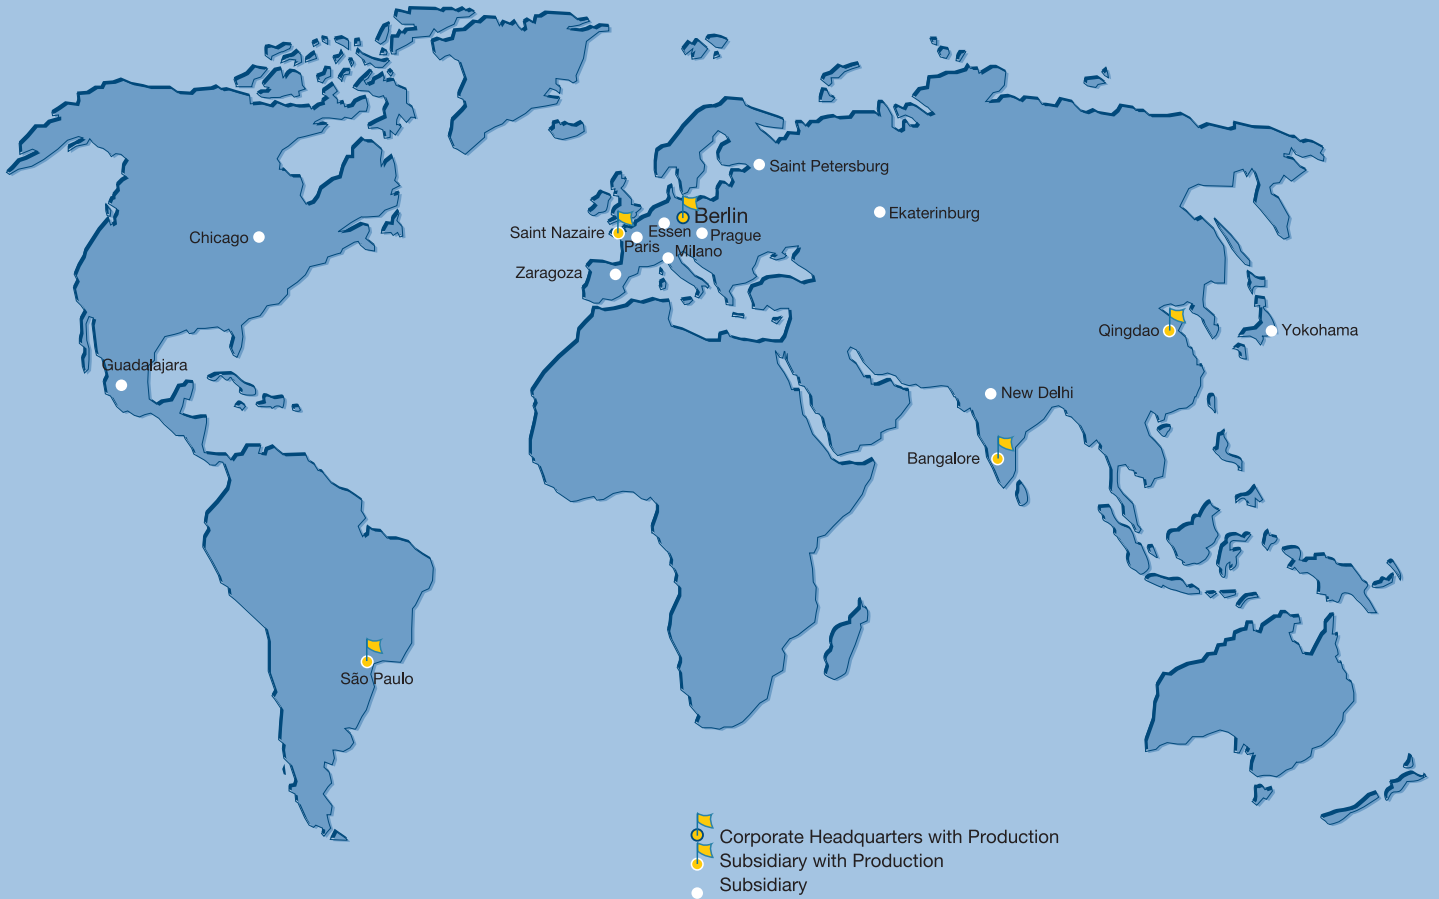 Saint Petersburg
Ekaterinburg
Berlin
Saint Nazaire
Essen
Prague
Chicago
Paris
Milano
Zaragoza
Qingdao
Yokohama
Guadalajara
New Delhi
Bangalore
São Paulo
Corporate Headquarters with Production
Subsidiary with Production
Subsidiary